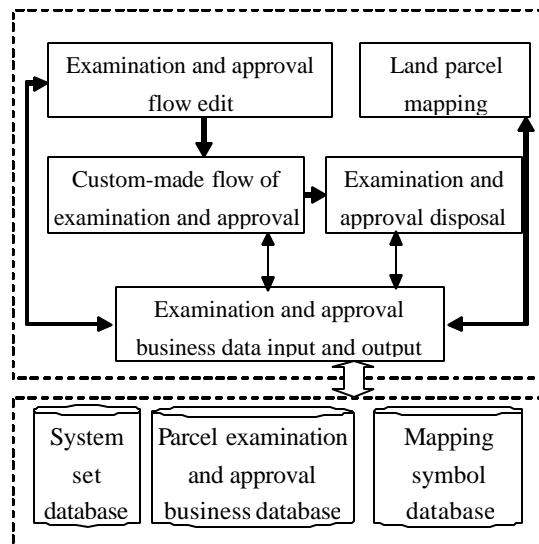 Examination and approval
flow edit
Land parcel
mapping
Custom-made flow of
examination and approval
Examination and
approval disposal
Examination and approval
business data input and output
System
set
database
Parcel examination
and approval
business database
Mapping
symbol
database